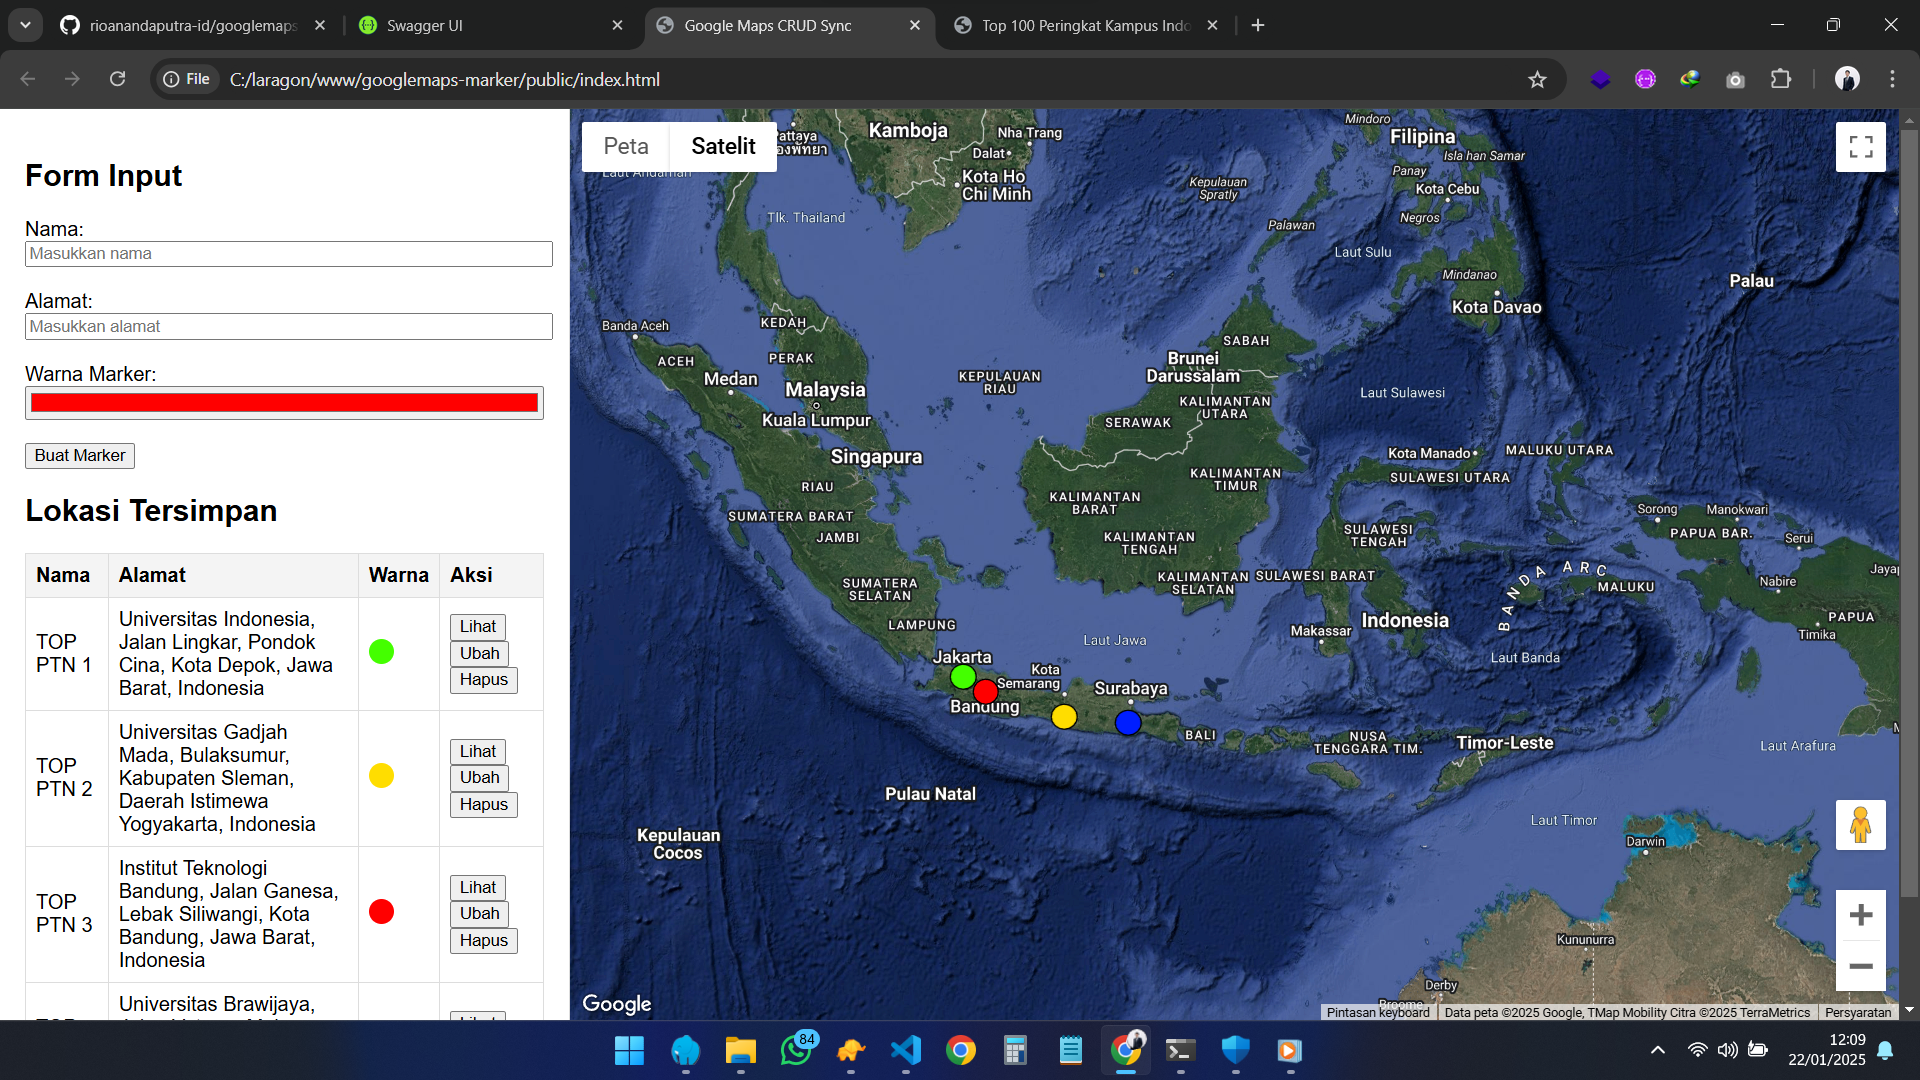 rioanandaputra-id/googlemaps
Swagger UI
Google Maps CRUD Sync
Top 100 Peringkat Kampus Indo
File
C:/laragon/www/googlemaps-marker/public/index.html
Form Input
Nama:
Masukkan nama
Alamat:
Masukkan alamat
Warna Marker:
Buat Marker
Lokasi Tersimpan
Nama Alamat Warna Aksi
TOP
PTN 1
Universitas Indonesia,
Jalan Lingkar, Pondok
Cina, Kota Depok, Jawa
Barat, Indonesia
Lihat
Ubah
Hapus
TOP
PTN 2
Universitas Gadjah
Mada, Bulaksumur,
Kabupaten Sleman,
Daerah Istimewa
Yogyakarta, Indonesia
Lihat
Ubah
Hapus
TOP
PTN 3
Institut Teknologi
Bandung, Jalan Ganesa,
Lebak Siliwangi, Kota
Bandung, Jawa Barat,
Indonesia
Lihat
Ubah
Hapus
Universitas Brawijaya,
Peta
Satelit
Kamboja
Nha Trang
Dalat
Kota Ho
Chi Minh
Tlk. Thailand
Mindoro
Filipina
Isla han Samar
Panay
Kota Cebu
Negros
Kepulauan
Spratly
Palawan
Laut Sulu
Mindanao
Kota Davao
Palau
Banda Aceh
ACEH
KEDAH
PERAK
Medan
Malaysia
Kuala Lumpur
Singapura
KEPULAUAN
RIAU
SABAH
Brunei
Darussalam
KALIMANTAN
UTARA
SERAWAK
Laut Sulawesi
Kota Manado
MALUKU UTARA
SULAWESI UTARA
RIAU
SUMATERA BARAT
JAMBI
KALIMANTAN
BARAT
KALIMANTAN
TIMUR
KALIMANTAN
TENGAH
SULAWESI
TENGAH
Sorong
Manokwari
PAPUA BAR.
Serui
SUMATERA
SELATAN
KALIMANTAN
SELATAN
SULAWESI BARAT
BANDA ARC
MALUKU
Nabire
Jayap
LAMPUNG
Indonesia
Makassar
PAPUA
Timika
Laut Jawa
Laut Banda
Jakarta
Kota
Semarang
Surabaya
Bandung
BALI
NUSA
TENGGARA TIM.
Timor-Leste
Laut Arafura
Pulau Natal
Kepulauan
Cocos
Laut Timor
Darwin
Kununurra
Derby
Broome
Google
Pintasan keyboard
Data peta ©2025 Google, TMap Mobility Citra ©2025 TerraMetrics
Persyaratan
84
12:09
22/01/2025